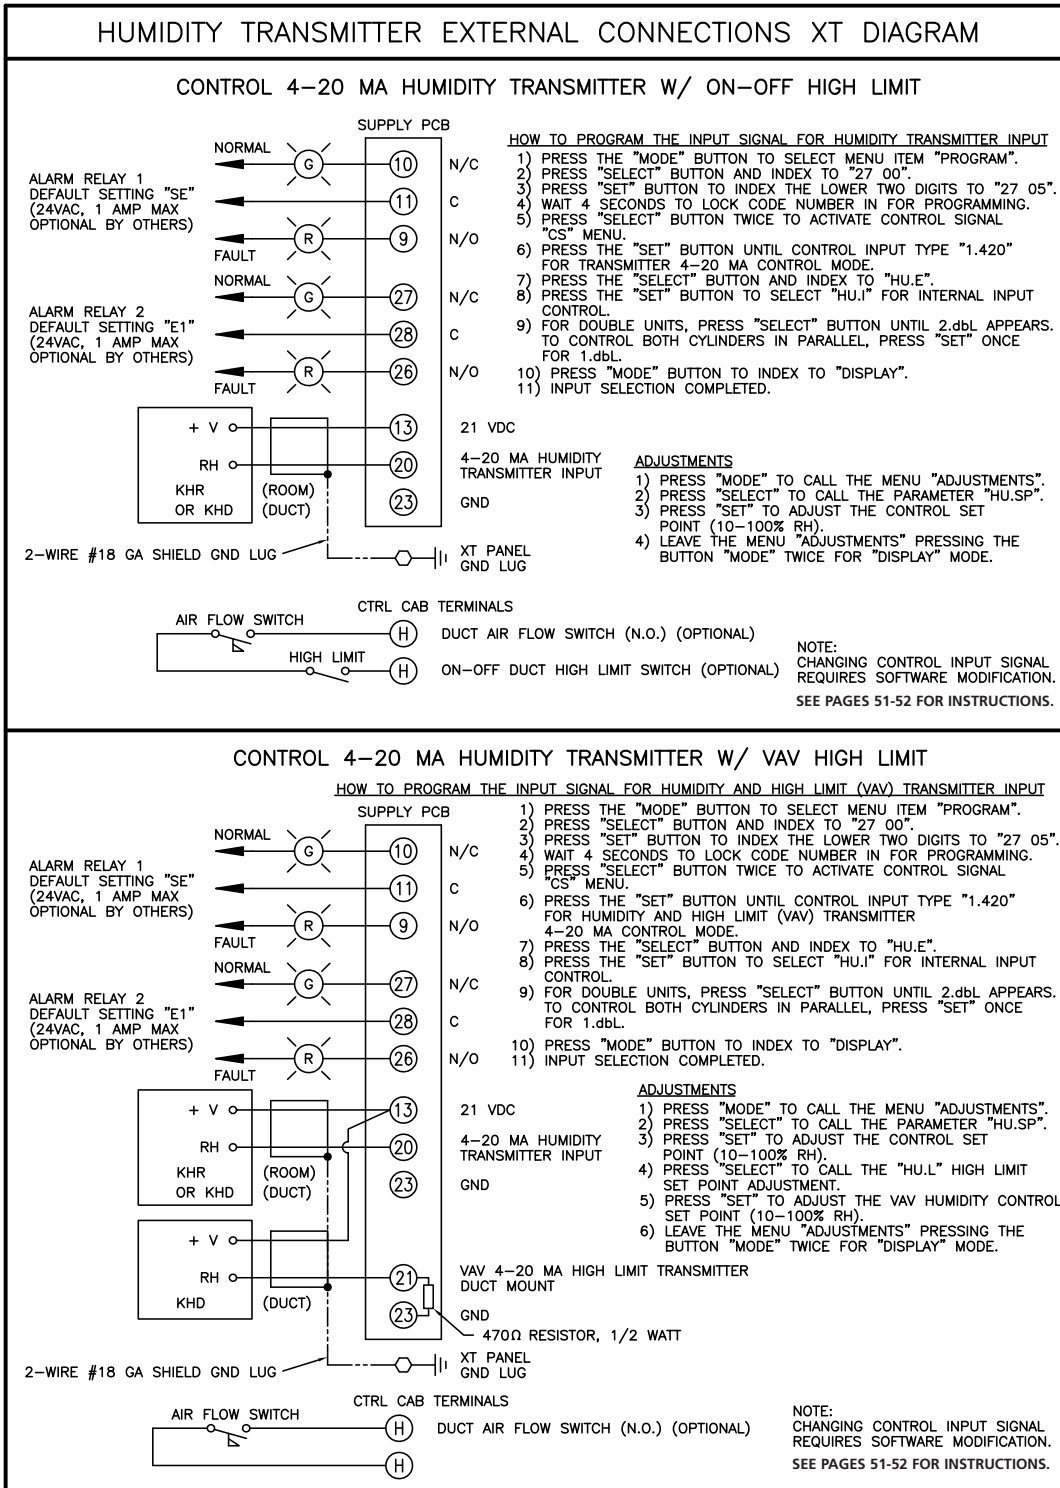 HUMIDITY TRANSMITTER EXTERNAL CONNECTIONS XT DIAGRAM
CONTROL 4-20 MA HUMIDITY TRANSMITTER W/ ON-OFF HIGH LIMIT
SUPPLY PCB
ALARM RELAY 1
DEFAULT SETTING "SE"
(24VAC, 1 AMP MAX
OPTIONAL BY OTHERS)
NORMAL G 10 N/C
11 C
FAULT R 9 N/O
ALARM RELAY 2
DEFAULT SETTING "E1"
(24VAC, 1 AMP MAX
OPTIONAL BY OTHERS)
NORMAL G 27 N/C
28 C
FAULT R 26 N/O
+ V 13 21 VDC
RH 20 4-20 MA HUMIDITY
TRANSMITTER INPUT
KHR (ROOM) 23 GND
OR KHD (DUCT)
2-WIRE #18 GA SHIELD GND LUG
XT PANEL
GND LUG
HOW TO PROGRAM THE INPUT SIGNAL FOR HUMIDITY TRANSMITTER INPUT
1) PRESS THE "MODE" BUTTON TO SELECT MENU ITEM "PROGRAM".
2) PRESS "SELECT" BUTTON AND INDEX TO "27 00".
3) PRESS "SET" BUTTON TO INDEX THE LOWER TWO DIGITS TO "27 05".
4) WAIT 4 SECONDS TO LOCK CODE NUMBER IN FOR PROGRAMMING.
5) PRESS "SELECT" BUTTON TWICE TO ACTIVATE CONTROL SIGNAL
"CS" MENU.
6) PRESS THE "SET" BUTTON UNTIL CONTROL INPUT TYPE "1.420"
FOR TRANSMITTER 4-20 MA CONTROL MODE.
7) PRESS THE "SELECT" BUTTON AND INDEX TO "HU.E".
8) PRESS THE "SET" BUTTON TO SELECT "HU.I" FOR INTERNAL INPUT
CONTROL.
9) FOR DOUBLE UNITS, PRESS "SELECT" BUTTON UNTIL 2.dbL APPEARS.
TO CONTROL BOTH CYLINDERS IN PARALLEL, PRESS "SET" ONCE
FOR 1.dbL.
10) PRESS "MODE" BUTTON TO INDEX TO "DISPLAY".
11) INPUT SELECTION COMPLETED.
ADJUSTMENTS
1) PRESS "MODE" TO CALL THE MENU "ADJUSTMENTS".
2) PRESS "SELECT" TO CALL THE PARAMETER "HU.SP".
3) PRESS "SET" TO ADJUST THE CONTROL SET
POINT (10-100% RH).
4) LEAVE THE MENU "ADJUSTMENTS" PRESSING THE
BUTTON "MODE" TWICE FOR "DISPLAY" MODE.
CTRL CAB TERMINALS
AIR FLOW SWITCH H DUCT AIR FLOW SWITCH (N.O.) (OPTIONAL)
HIGH LIMIT H ON-OFF DUCT HIGH LIMIT SWITCH (OPTIONAL)
NOTE:
CHANGING CONTROL INPUT SIGNAL
REQUIRES SOFTWARE MODIFICATION.
SEE PAGES 51-52 FOR INSTRUCTIONS.
CONTROL 4-20 MA HUMIDITY TRANSMITTER W/ VAV HIGH LIMIT
HOW TO PROGRAM THE INPUT SIGNAL FOR HUMIDITY AND HIGH LIMIT (VAV) TRANSMITTER INPUT
SUPPLY PCB
ALARM RELAY 1
DEFAULT SETTING "SE"
(24VAC, 1 AMP MAX
OPTIONAL BY OTHERS)
NORMAL G 10 N/C
11 C
FAULT R 9 N/O
ALARM RELAY 2
DEFAULT SETTING "E1"
(24VAC, 1 AMP MAX
OPTIONAL BY OTHERS)
NORMAL G 27 N/C
28 C
FAULT R 26 N/O
+ V 13 21 VDC
RH 20 4-20 MA HUMIDITY
TRANSMITTER INPUT
KHR (ROOM) 23 GND
OR KHD (DUCT)
+ V
RH 21 VAV 4-20 MA HIGH LIMIT TRANSMITTER
DUCT MOUNT
KHD (DUCT) 23 GND
470Ω RESISTOR, 1/2 WATT
2-WIRE #18 GA SHIELD GND LUG
XT PANEL
GND LUG
1) PRESS THE "MODE" BUTTON TO SELECT MENU ITEM "PROGRAM".
2) PRESS "SELECT" BUTTON AND INDEX TO "27 00".
3) PRESS "SET" BUTTON TO INDEX THE LOWER TWO DIGITS TO "27 05".
4) WAIT 4 SECONDS TO LOCK CODE NUMBER IN FOR PROGRAMMING.
5) PRESS "SELECT" BUTTON TWICE TO ACTIVATE CONTROL SIGNAL
"CS" MENU.
6) PRESS THE "SET" BUTTON UNTIL CONTROL INPUT TYPE "1.420"
FOR HUMIDITY AND HIGH LIMIT (VAV) TRANSMITTER
4-20 MA CONTROL MODE.
7) PRESS THE "SELECT" BUTTON AND INDEX TO "HU.E".
8) PRESS THE "SET" BUTTON TO SELECT "HU.I" FOR INTERNAL INPUT
CONTROL.
9) FOR DOUBLE UNITS, PRESS "SELECT" BUTTON UNTIL 2.dbL APPEARS.
TO CONTROL BOTH CYLINDERS IN PARALLEL, PRESS "SET" ONCE
FOR 1.dbL.
10) PRESS "MODE" BUTTON TO INDEX TO "DISPLAY".
11) INPUT SELECTION COMPLETED.
ADJUSTMENTS
1) PRESS "MODE" TO CALL THE MENU "ADJUSTMENTS".
2) PRESS "SELECT" TO CALL THE PARAMETER "HU.SP".
3) PRESS "SET" TO ADJUST THE CONTROL SET
POINT (10-100% RH).
4) PRESS "SELECT" TO CALL THE "HU.L" HIGH LIMIT
SET POINT ADJUSTMENT.
5) PRESS "SET" TO ADJUST THE VAV HUMIDITY CONTROL
SET POINT (10-100% RH).
6) LEAVE THE MENU "ADJUSTMENTS" PRESSING THE
BUTTON "MODE" TWICE FOR "DISPLAY" MODE.
CTRL CAB TERMINALS
AIR FLOW SWITCH H DUCT AIR FLOW SWITCH (N.O.) (OPTIONAL)
H
NOTE:
CHANGING CONTROL INPUT SIGNAL
REQUIRES SOFTWARE MODIFICATION.
SEE PAGES 51-52 FOR INSTRUCTIONS.